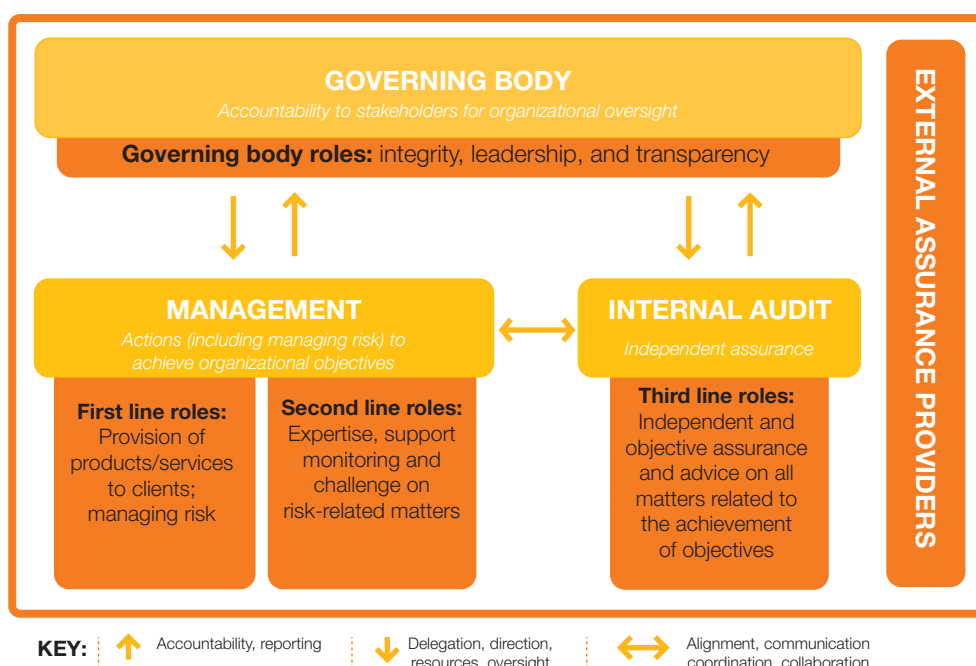 GOVERNING BODY
Accountability to stakeholders for organizational oversight
Governing body roles: integrity, leadership, and transparency
MANAGEMENT
Actions (including managing risk) to
achieve organizational objectives
First line roles:
Provision of
products/services
to clients;
managing risk
Second line roles:
Expertise, support
monitoring and
challenge on
risk-related matters
INTERNAL AUDIT
Independent assurance
Third line roles:
Independent and
objective assurance
and advice on all
matters related to
the achievement
of objectives
EXTERNAL ASSURANCE PROVIDERS
KEY:
Accountability, reporting
Delegation, direction,
resources, oversight
Alignment, communication
coordination, collaboration